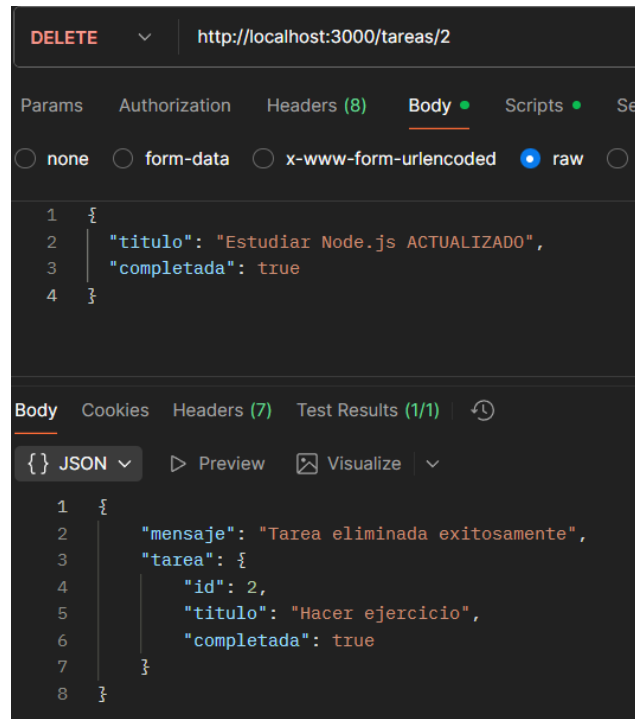 DELETE http://localhost:3000/tareas/2
Params Authorization Headers (8) Body Scripts Se
none form-data x-www-form-urlencoded raw
1 {
2 "titulo": "Estudiar Node.js ACTUALIZADO",
3 "completada": true
4 }
Body Cookies Headers (7) Test Results (1/1)
{} JSON Preview Visualize
1 {
2 "mensaje": "Tarea eliminada exitosamente",
3 "tarea": {
4 "id": 2,
5 "titulo": "Hacer ejercicio",
6 "completada": true
7 }
8 }